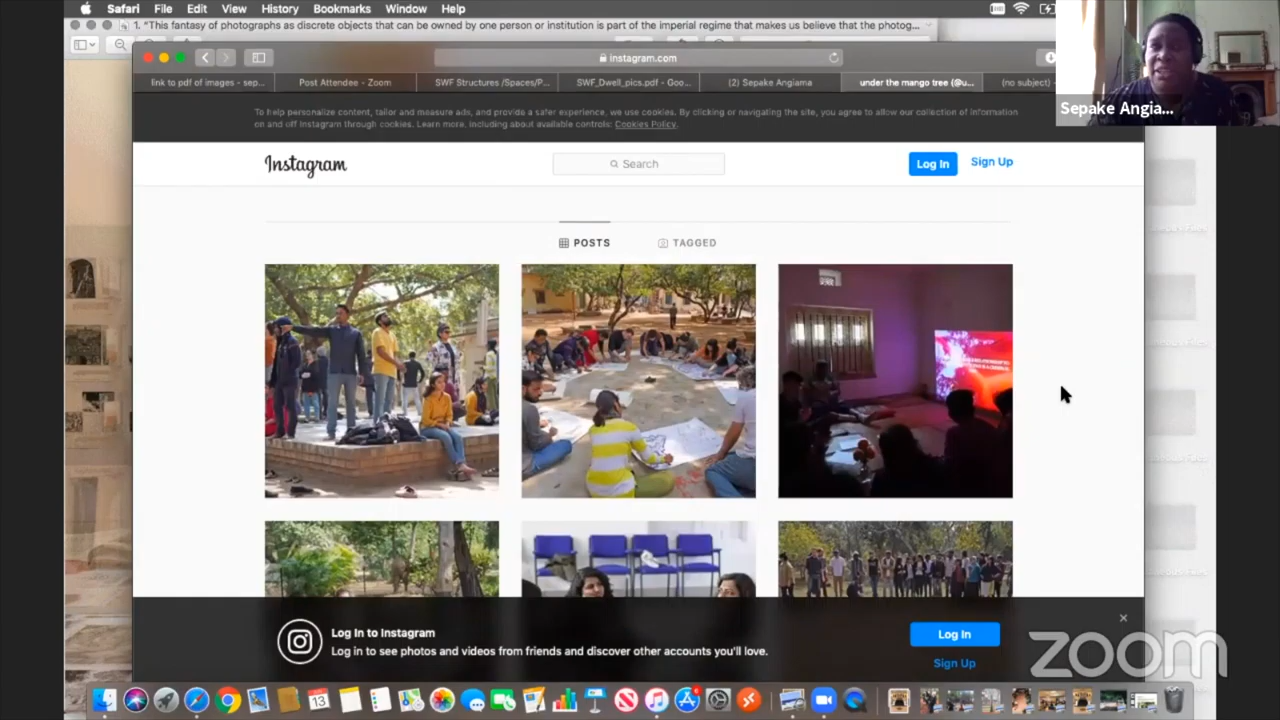 Safari File Edit View History Bookmarks Window Help
1. “This fantasy of photographs as discrete objects that can be owned by one person or institution is part of the imperial regime that makes us believe that the photog...
instagram.com
link to pdf of images - sep...
Post Attendee - Zoom
SWF Structures /Spaces/P...
SWF_Dwell_pics.pdf - Goo...
(2) Sepake Angiama
under the mango tree (@u...
(no subject)
Sepake Angia...
To help personalize content, tailor and measure ads, and provide a safer experience, we use cookies. By clicking or navigating the site, you agree to allow our collection of information
on and off Instagram through cookies. Learn more, including about available controls: Cookies Policy.
Instagram
Search
Log In
Sign Up
POSTS
TAGGED
Log In to Instagram
Log in to see photos and videos from friends and discover other accounts you'll love.
Log In
Sign Up
zoom
13